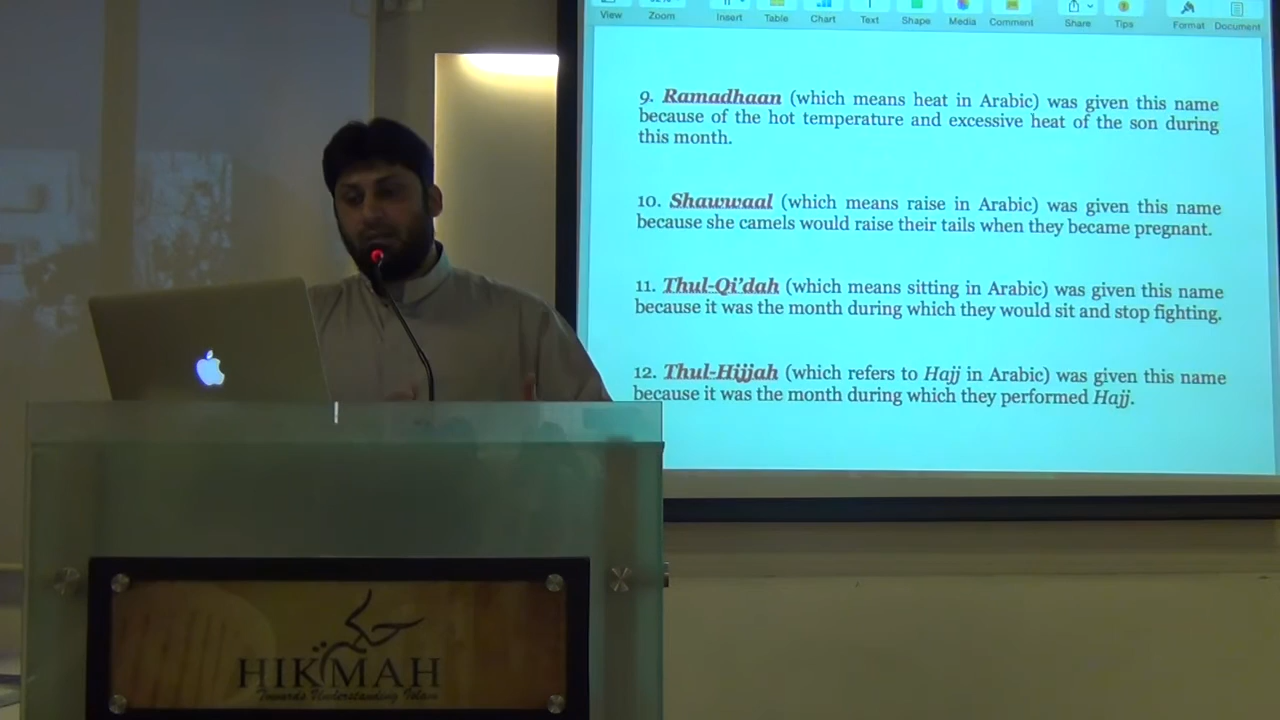 View Zoom Insert Table Chart Text Shape Media Comment Share Tips Format Document
9. Ramadhaan (which means heat in Arabic) was given this name
because of the hot temperature and excessive heat of the son during
this month.
10. Shawwaal (which means raise in Arabic) was given this name
because she camels would raise their tails when they became pregnant.
11. Thul-Qi'dah (which means sitting in Arabic) was given this name
because it was the month during which they would sit and stop fighting.
12. Thul-Hijjah (which refers to Hajj in Arabic) was given this name
because it was the month during which they performed Hajj.
حكمة
HIKMAH
Towards Understanding Islam